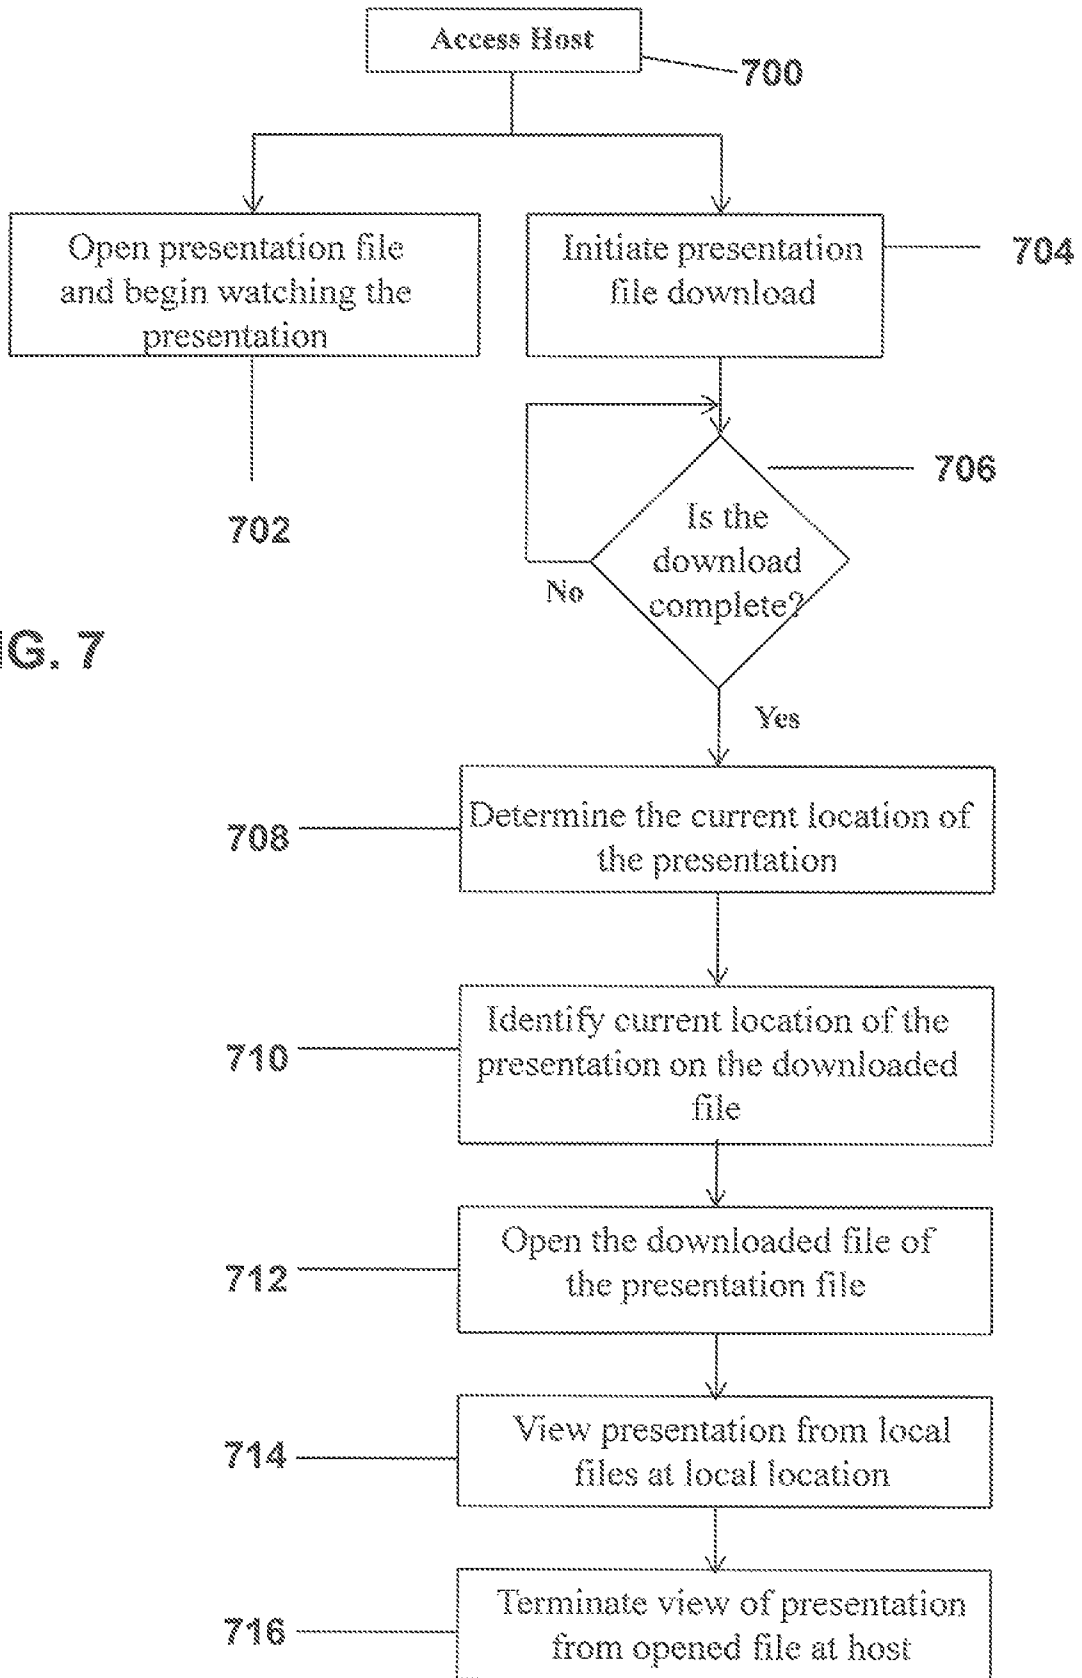 Access Host
700
Open presentation file
and begin watching the
presentation
702
Initiate presentation
file download
704
706
Is the
download
complete?
No
Yes
IG. 7
708
Determine the current location of
the presentation
710
Identify current location of the
presentation on the downloaded
file
712
Open the downloaded file of
the presentation file
714
View presentation from local
files at local location
716
Terminate view of presentation
from opened file at host